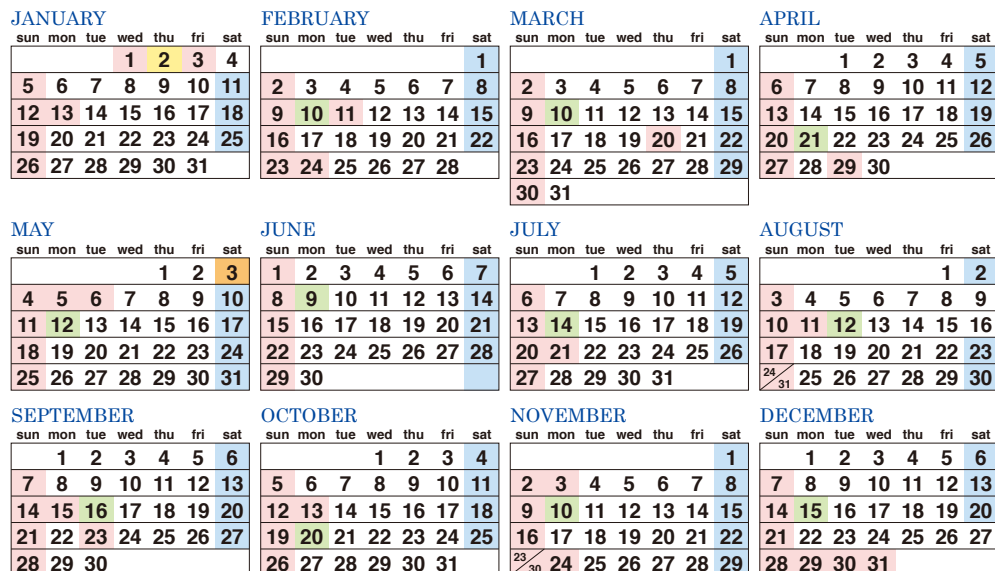 JANUARY
sun mon tue wed thu fri sat
1 2 3 4
5 6 7 8 9 10 11
12 13 14 15 16 17 18
19 20 21 22 23 24 25
26 27 28 29 30 31
FEBRUARY
sun mon tue wed thu fri sat
1
2 3 4 5 6 7 8
9 10 11 12 13 14 15
16 17 18 19 20 21 22
23 24 25 26 27 28
MARCH
sun mon tue wed thu fri sat
1
2 3 4 5 6 7 8
9 10 11 12 13 14 15
16 17 18 19 20 21 22
23 24 25 26 27 28 29
30 31
APRIL
sun mon tue wed thu fri sat
1 2 3 4 5
6 7 8 9 10 11 12
13 14 15 16 17 18 19
20 21 22 23 24 25 26
27 28 29 30
MAY
sun mon tue wed thu fri sat
1 2 3
4 5 6 7 8 9 10
11 12 13 14 15 16 17
18 19 20 21 22 23 24
25 26 27 28 29 30 31
JUNE
sun mon tue wed thu fri sat
1 2 3 4 5 6 7
8 9 10 11 12 13 14
15 16 17 18 19 20 21
22 23 24 25 26 27 28
29 30
JULY
sun mon tue wed thu fri sat
1 2 3 4 5
6 7 8 9 10 11 12
13 14 15 16 17 18 19
20 21 22 23 24 25 26
27 28 29 30 31
AUGUST
sun mon tue wed thu fri sat
1 2
3 4 5 6 7 8 9
10 11 12 13 14 15 16
17 18 19 20 21 22 23
24/31 25 26 27 28 29 30
SEPTEMBER
sun mon tue wed thu fri sat
1 2 3 4 5 6
7 8 9 10 11 12 13
14 15 16 17 18 19 20
21 22 23 24 25 26 27
28 29 30
OCTOBER
sun mon tue wed thu fri sat
1 2 3 4
5 6 7 8 9 10 11
12 13 14 15 16 17 18
19 20 21 22 23 24 25
26 27 28 29 30 31
NOVEMBER
sun mon tue wed thu fri sat
1
2 3 4 5 6 7 8
9 10 11 12 13 14 15
16 17 18 19 20 21 22
23/30 24 25 26 27 28 29
DECEMBER
sun mon tue wed thu fri sat
1 2 3 4 5 6
7 8 9 10 11 12 13
14 15 16 17 18 19 20
21 22 23 24 25 26 27
28 29 30 31